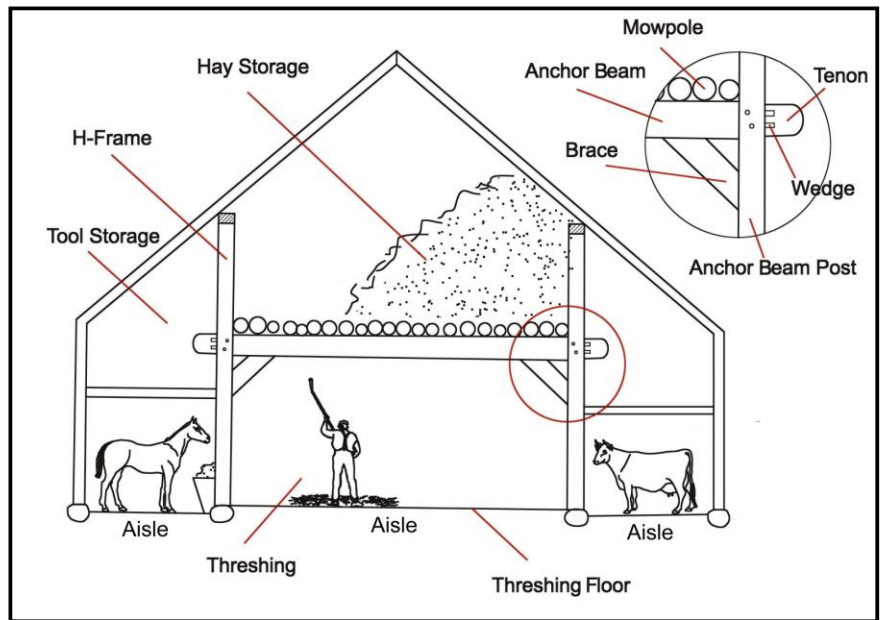 Mowpole
Hay Storage
Anchor Beam
Tenon
H-Frame
Brace
Wedge
Tool Storage
Anchor Beam Post
Aisle
Aisle
Aisle
Threshing
Threshing Floor